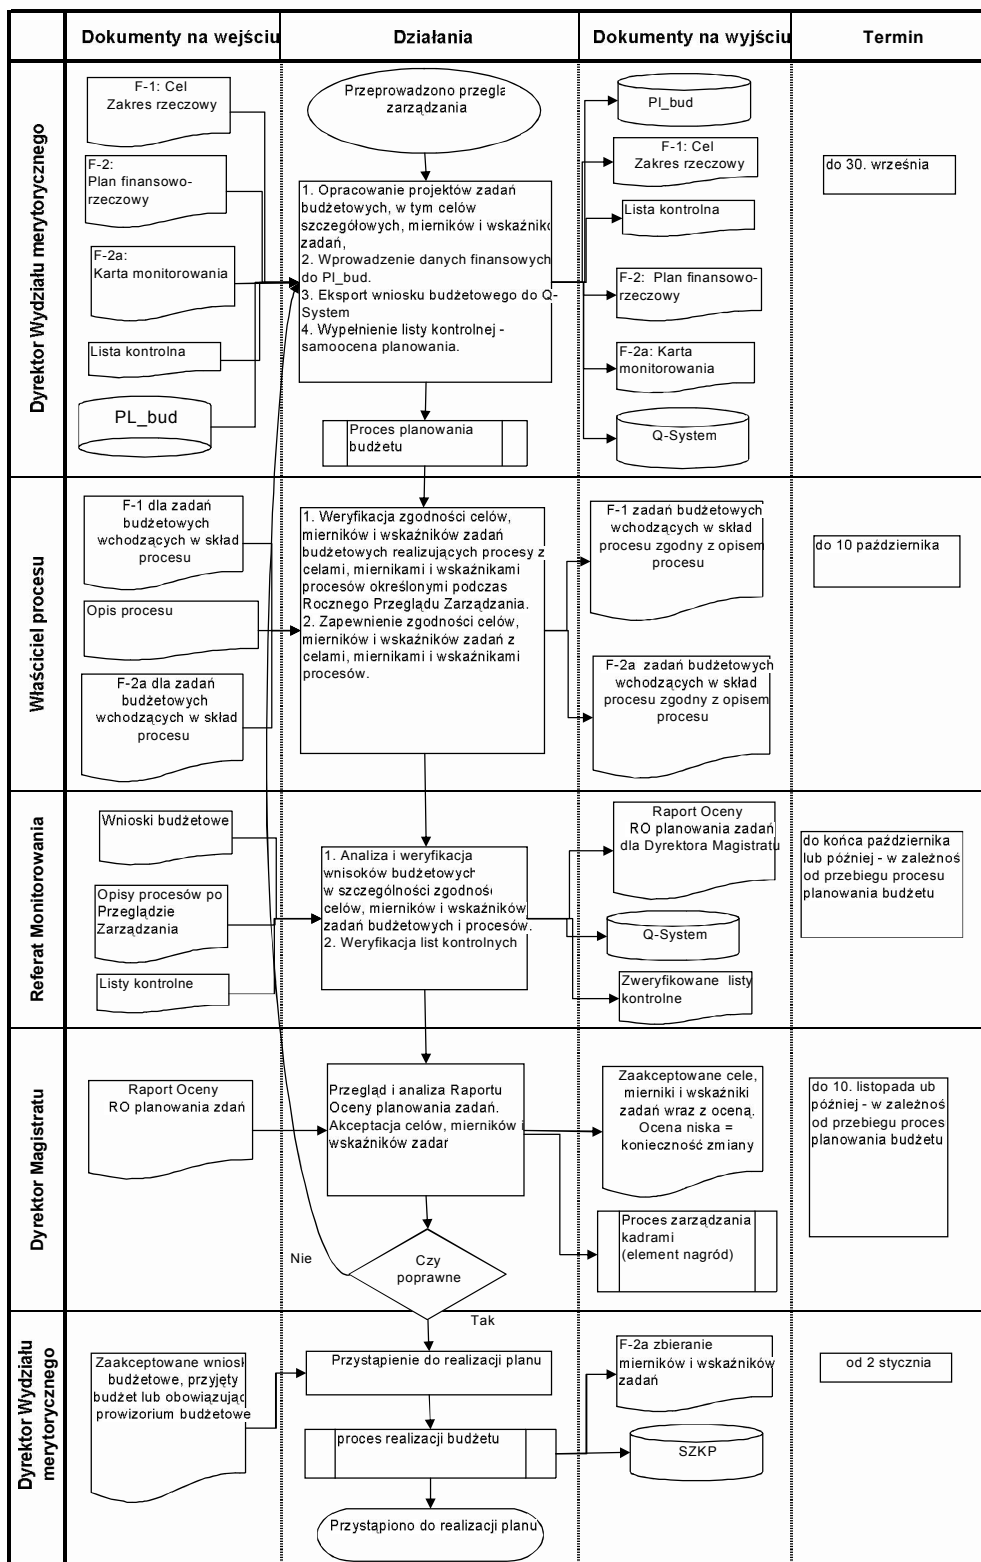 Dokumenty na wejściu
Działania
Dokumenty na wyjściu
Termin
Dyrektor Wydziału merytorycznego
F-1: Cel
Zakres rzeczowy
F-2:
Plan finansowo-
rzeczowy
F-2a:
Karta monitorowania
Lista kontrolna
PL_bud
Przeprowadzono przegla
zarządzania
1. Opracowanie projektów zadań
budżetowych, w tym celów
szczegółowych, mierników i wskaźnikc
zadań,
2. Wprowadzenie danych finansowych
do Pl_bud.
3. Eksport wniosku budżetowego do Q-
System
4. Wypełnienie listy kontrolnej -
samoocena planowania.
Proces planowania
budżetu
Pl_bud
F-1: Cel
Zakres rzeczowy
Lista kontrolna
F-2: Plan finansowo-
rzeczowy
F-2a: Karta
monitorowania
Q-System
do 30. września
Właściciel procesu
F-1 dla zadań
budżetowych
wchodzących w skład
procesu
Opis procesu
F-2a dla zadań
budżetowych
wchodzących w skład
procesu
1. Weryfikacja zgodności celów,
mierników i wskaźników zadań
budżetowych realizujących procesy z
celami, miernikami i wskaźnikami
procesów określonymi podczas
Rocznego Przeglądu Zarządzania.
2. Zapewnienie zgodności celów,
mierników i wskaźników zadań z
celami, miernikami i wskaźnikami
procesów.
F-1 zadań budżetowych
wchodzących w skład
procesu zgodny z opisem
procesu
F-2a zadań budżetowych
wchodzących w skład
procesu zgodny z opisem
procesu
do 10 października
Referat Monitorowania
Wnioski budżetowe
Opisy procesów po
Przeglądzie
Zarządzania
Listy kontrolne
1. Analiza i weryfikacja
wnisoków budżetowych
w szczególności zgodnośc
celów, mierników i wskaźników
zadań budżetowych i procesów.
2. Weryfikacja list kontrolnych
Raport Oceny
RO planowania zadań
dla Dyrektora Magistratu
Q-System
Zweryfikowane listy
kontrolne
do końca października
lub później - w zależnoś
od przebiegu procesu
planowania budżetu
Dyrektor Magistratu
Raport Oceny
RO planowania zdań
Przegląd i analiza Raportu
Oceny planowania zadań.
Akceptacja celów, mierników i
wskaźników zadar
Czy
poprawne
Nie
Tak
Zaakceptowane cele,
mierniki i wskaźniki
zadań wraz z oceną.
Ocena niska =
konieczność zmiany
Proces zarządzania
kadrami
(element nagród)
do 10. listopada ub
później - w zależnoś
od przebiegu proces
planowania budżetu
Dyrektor Wydziału
merytorycznego
Zaakceptowane wniosk
budżetowe, przyjęty
budżet lub obowiązując
prowizorium budżetowe
Przystąpienie do realizacji planu
proces realizacji budżetu
Przystąpiono do realizacji planu
F-2a zbieranie
mierników i wskaźników
zadań
SZKP
od 2 stycznia